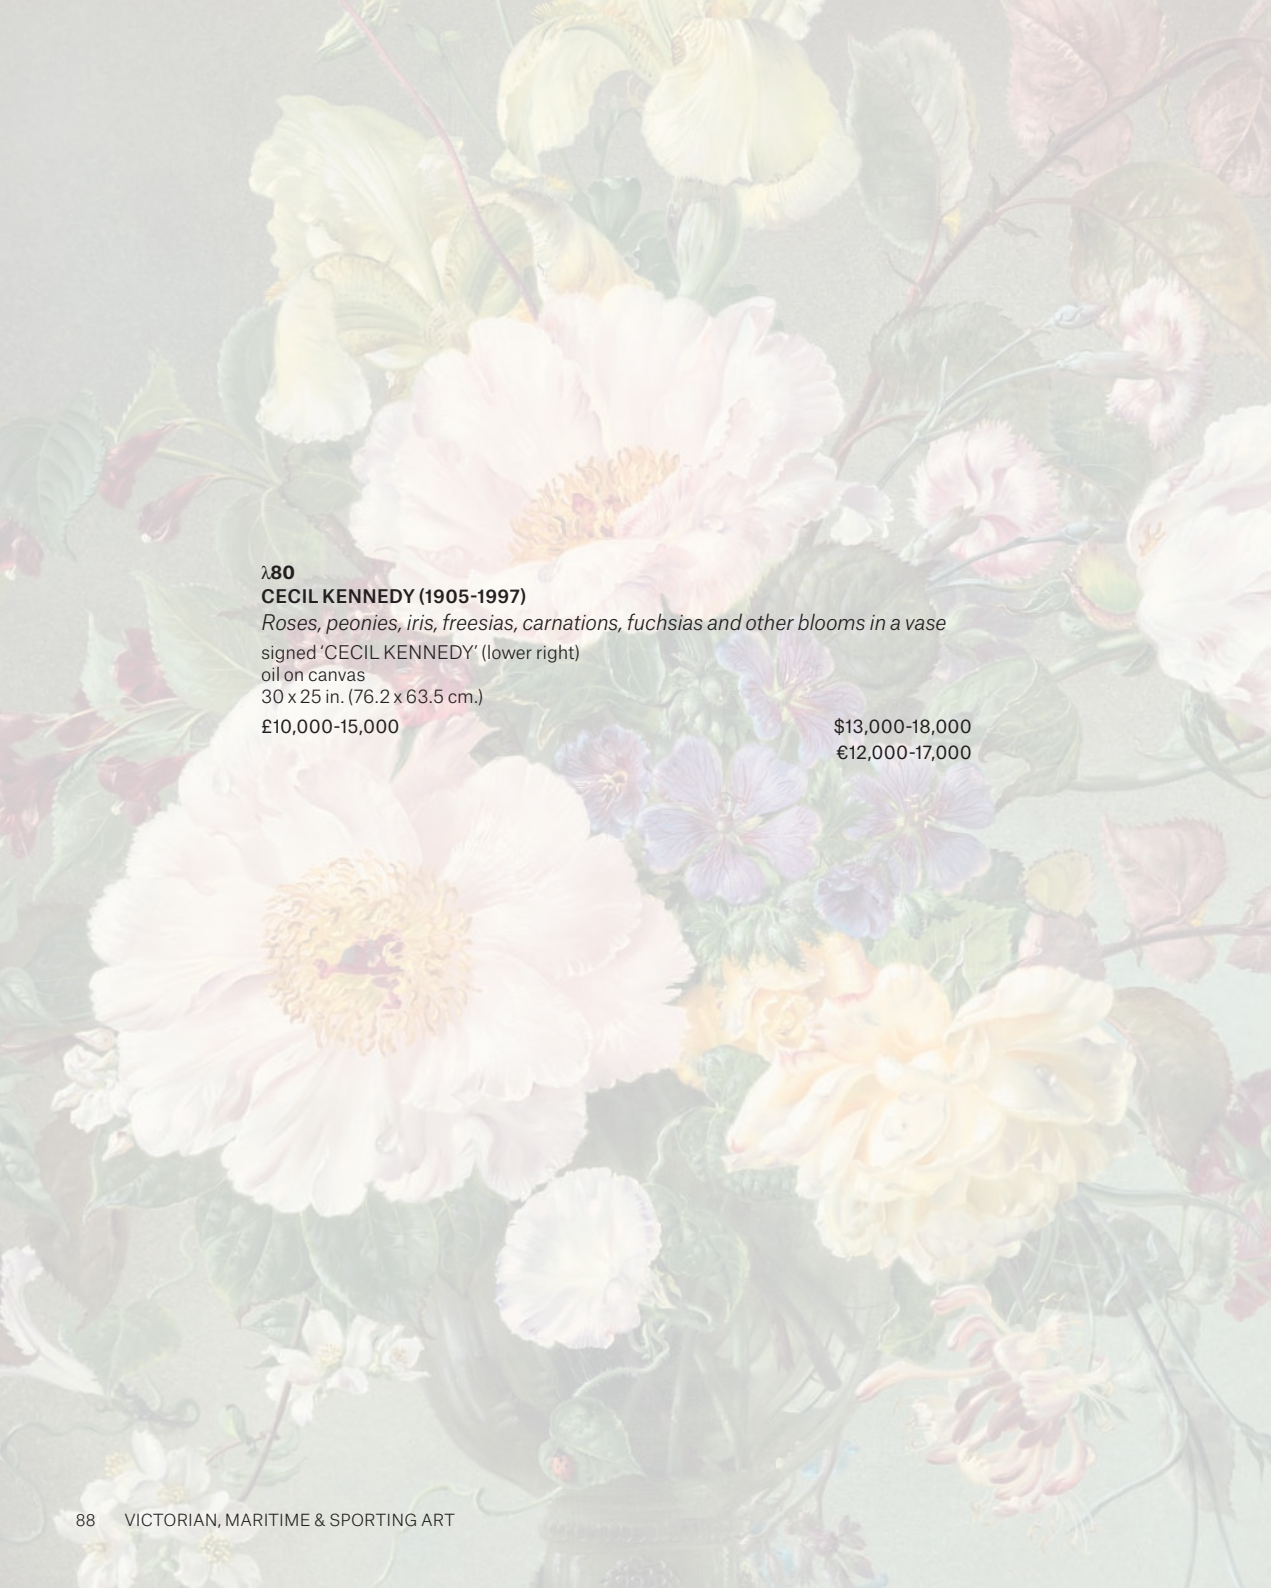 λ80
CECIL KENNEDY (1905-1997)
Roses, peonies, iris, freesias, carnations, fuchsias and other blooms in a vase
signed ‘CECIL KENNEDY’ (lower right)
oil on canvas
30 x 25 in. (76.2 x 63.5 cm.)
£10,000-15,000 $13,000-18,000
€12,000-17,000
88 VICTORIAN, MARITIME & SPORTING ART